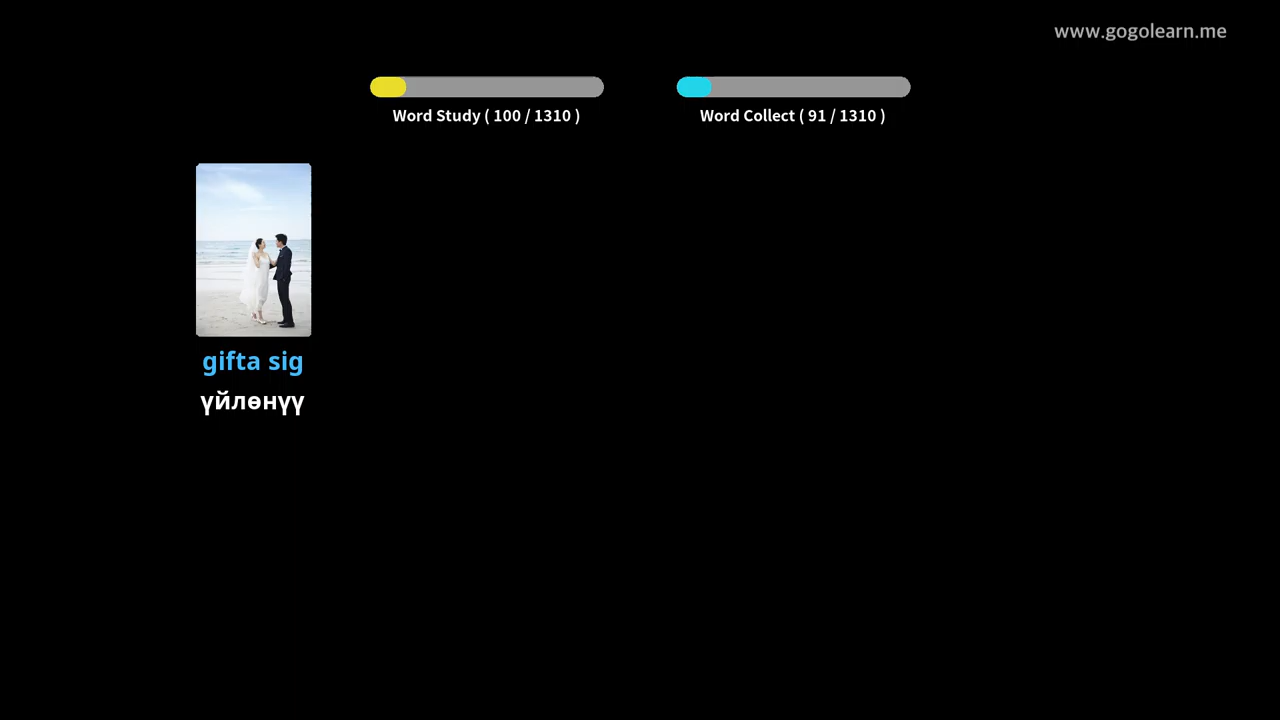 www.gogolearn.me
Word Study ( 100 / 1310 )
Word Collect ( 91 / 1310 )
gifta sig
үйлөнүү